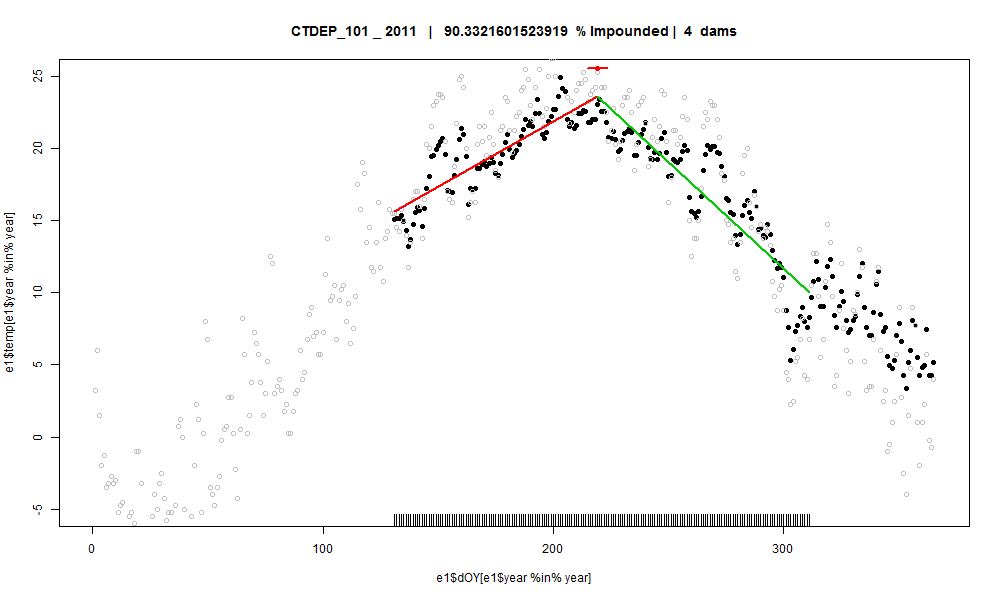 CTDEP_101 _ 2011 | 90.3321601523919 % Impounded | 4 dams
e1$temp[e1$year %in% year]
25
20
15
10
5
0
-5
0 100 200 300
e1$dOY[e1$year %in% year]